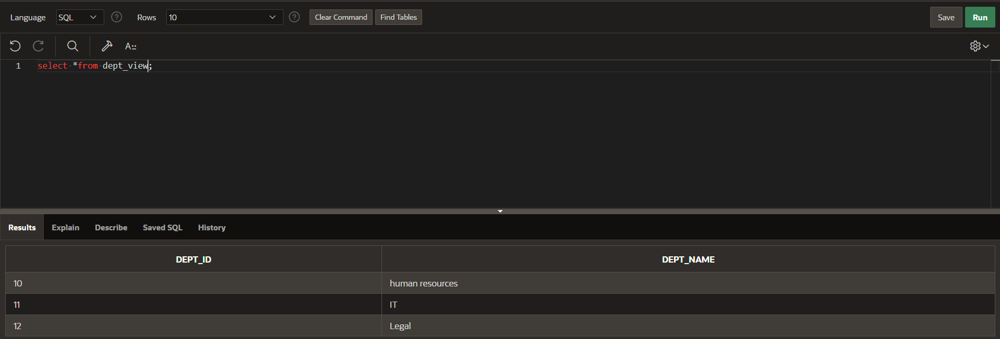 Language SQL ? Rows 10 ? Clear Command Find Tables Save Run
A::
1 select *from dept_view;
Results Explain Describe Saved SQL History
DEPT_ID DEPT_NAME
10 human resources
11 IT
12 Legal